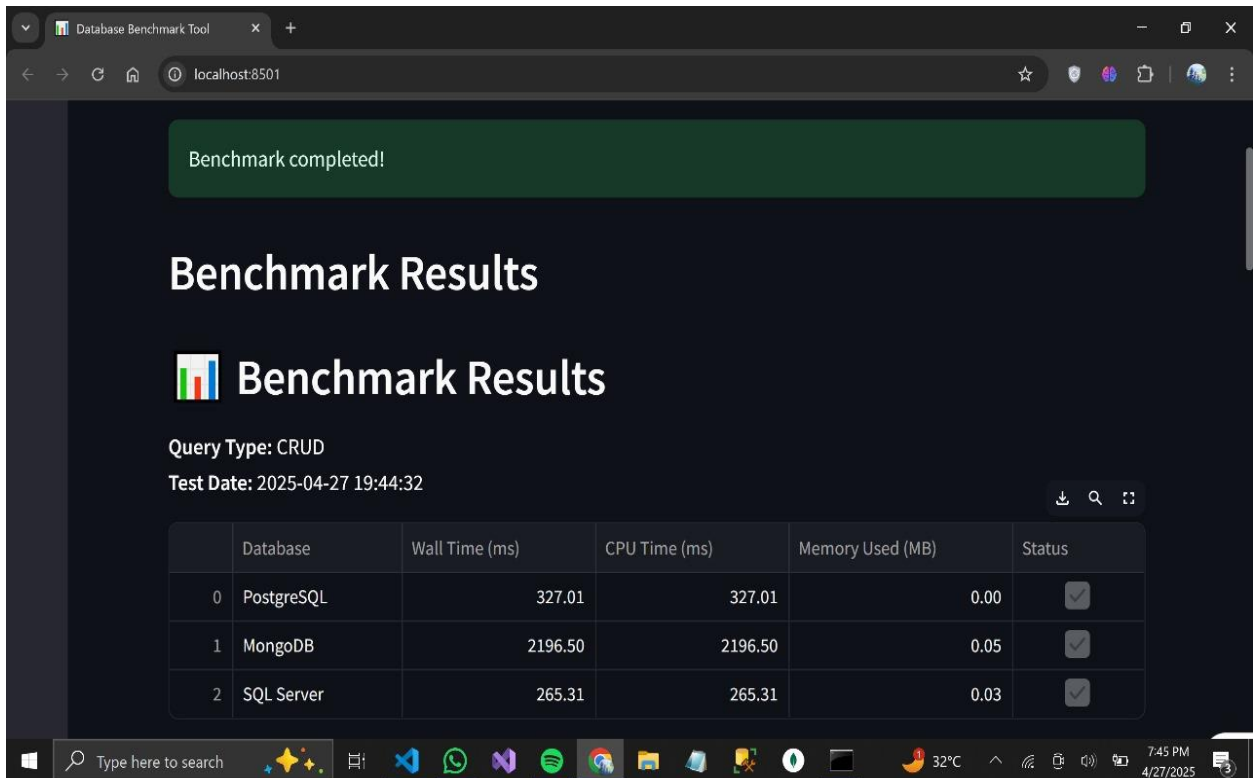 Database Benchmark Tool
localhost:8501
Benchmark completed!
Benchmark Results
Benchmark Results
Query Type: CRUD
Test Date: 2025-04-27 19:44:32
Database Wall Time (ms) CPU Time (ms) Memory Used (MB) Status
0 PostgreSQL 327.01 327.01 0.00
1 MongoDB 2196.50 2196.50 0.05
2 SQL Server 265.31 265.31 0.03
Type here to search 1 32°C 7:45 PM
4/27/2025 3